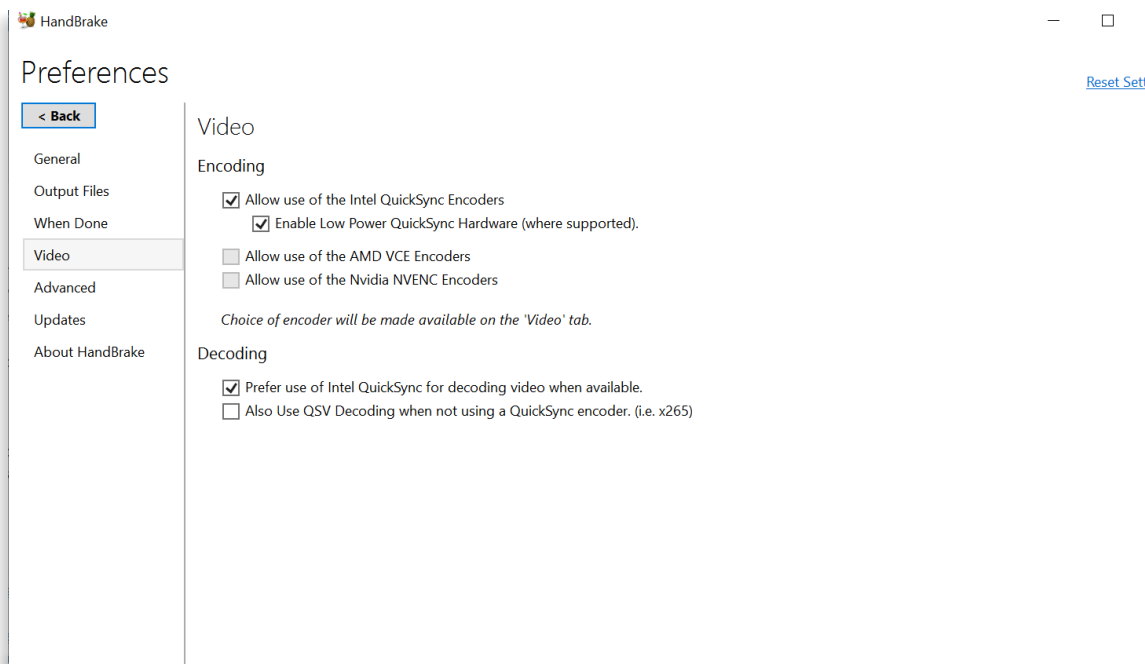 HandBrake
Preferences
Reset Sett
< Back
General
Output Files
When Done
Video
Advanced
Updates
About HandBrake
Video
Encoding
Allow use of the Intel QuickSync Encoders
Enable Low Power QuickSync Hardware (where supported).
Allow use of the AMD VCE Encoders
Allow use of the Nvidia NVENC Encoders
Choice of encoder will be made available on the 'Video' tab.
Decoding
Prefer use of Intel QuickSync for decoding video when available.
Also Use QSV Decoding when not using a QuickSync encoder. (i.e. x265)